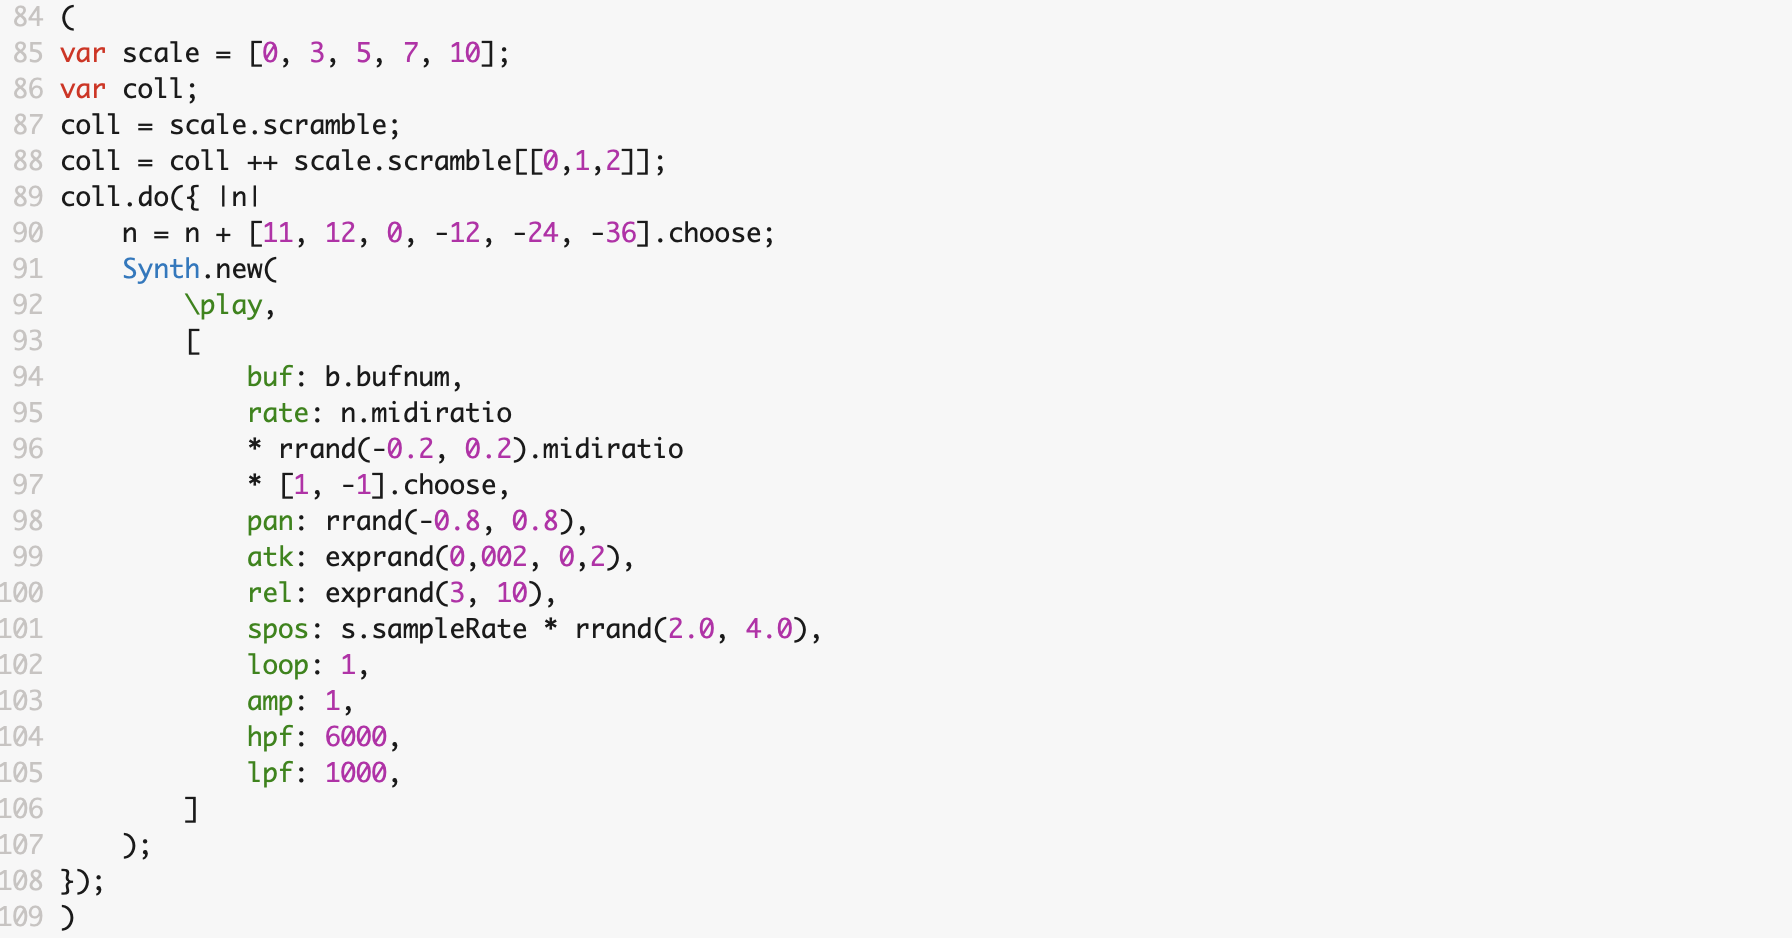 84 (
85 var scale = [0, 3, 5, 7, 10];
86 var coll;
87 coll = scale.scramble;
88 coll = coll ++ scale.scramble[[0,1,2]];
89 coll.do({ |n|
90     n = n + [11, 12, 0, -12, -24, -36].choose;
91     Synth.new(
92         \play,
93         [
94             buf: b.bufnum,
95             rate: n.midiratio
96             * rrand(-0.2, 0.2).midiratio
97             * [1, -1].choose,
98             pan: rrand(-0.8, 0.8),
99             atk: exprand(0,002, 0,2),
100             rel: exprand(3, 10),
101             spos: s.sampleRate * rrand(2.0, 4.0),
102             loop: 1,
103             amp: 1,
104             hpf: 6000,
105             lpf: 1000,
106         ]
107     );
108 });
109 )